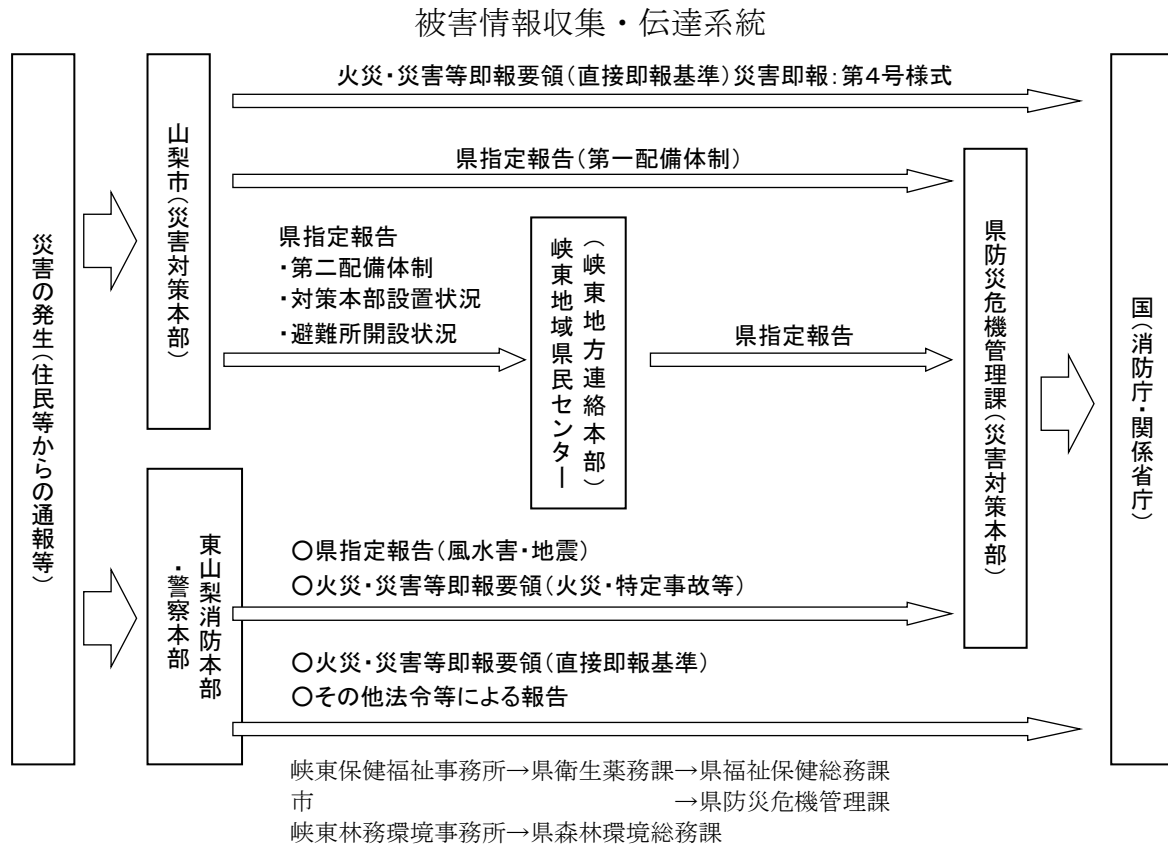 被害情報収集・伝達系統
災害の発生(住民等からの通報等)
山梨市(災害対策本部)
火災・災害等即報要領(直接即報基準)災害即報:第4号様式
県指定報告(第一配備体制)
県指定報告
・第二配備体制
・対策本部設置状況
・避難所開設状況
(峡東地方連絡本部)
峡東地域県民センター
県指定報告
県防災危機管理課(災害対策本部)
国(消防庁・関係省庁)
東山梨消防本部
・警察本部
○県指定報告(風水害・地震)
○火災・災害等即報要領(火災・特定事故等)
○火災・災害等即報要領(直接即報基準)
○その他法令等による報告
峡東保健福祉事務所→県衛生薬務課→県福祉保健総務課
市 →県防災危機管理課
峡東林務環境事務所→県森林環境総務課